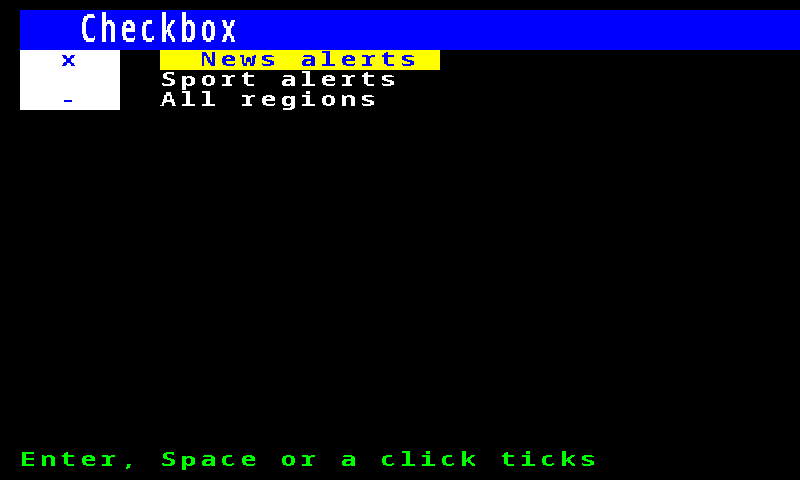 Checkbox
x News alerts
Sport alerts
- All regions
Enter, Space or a click ticks